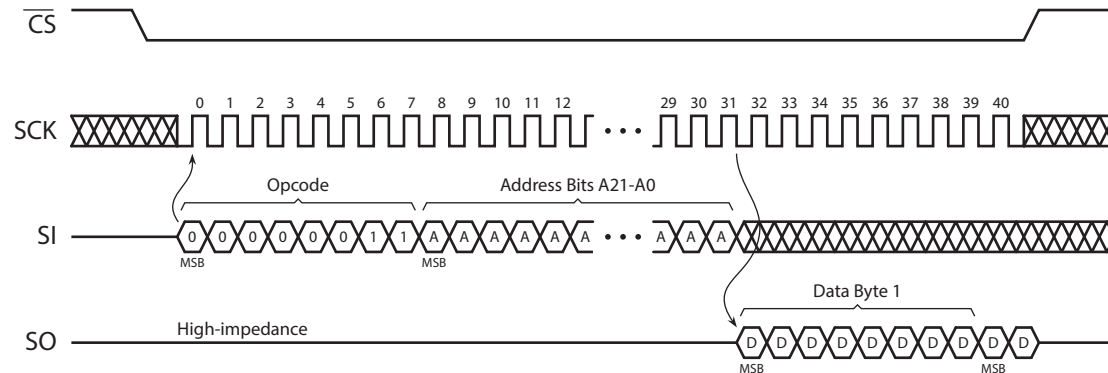 CS
SCK
0 1 2 3 4 5 6 7 8 9 10 11 12 29 30 31 32 33 34 35 36 37 38 39 40
• • •
Opcode Address Bits A21-A0
SI
0 0 0 0 0 0 1 1 A A A A A A • • • A A A
MSB MSB
Data Byte 1
High-impedance
SO
D D D D D D D D D D
MSB MSB